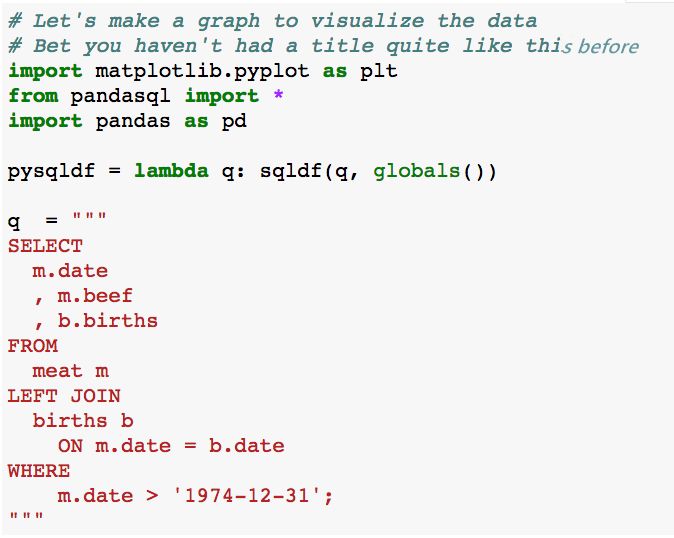 # Let's make a graph to visualize the data
# Bet you haven't had a title quite like this before
import matplotlib.pyplot as plt
from pandasql import *
import pandas as pd

pysqldf = lambda q: sqldf(q, globals())

q  = """
SELECT
  m.date
  , m.beef
  , b.births
FROM
  meat m
LEFT JOIN
  births b
    ON m.date = b.date
WHERE
    m.date > '1974-12-31';
"""